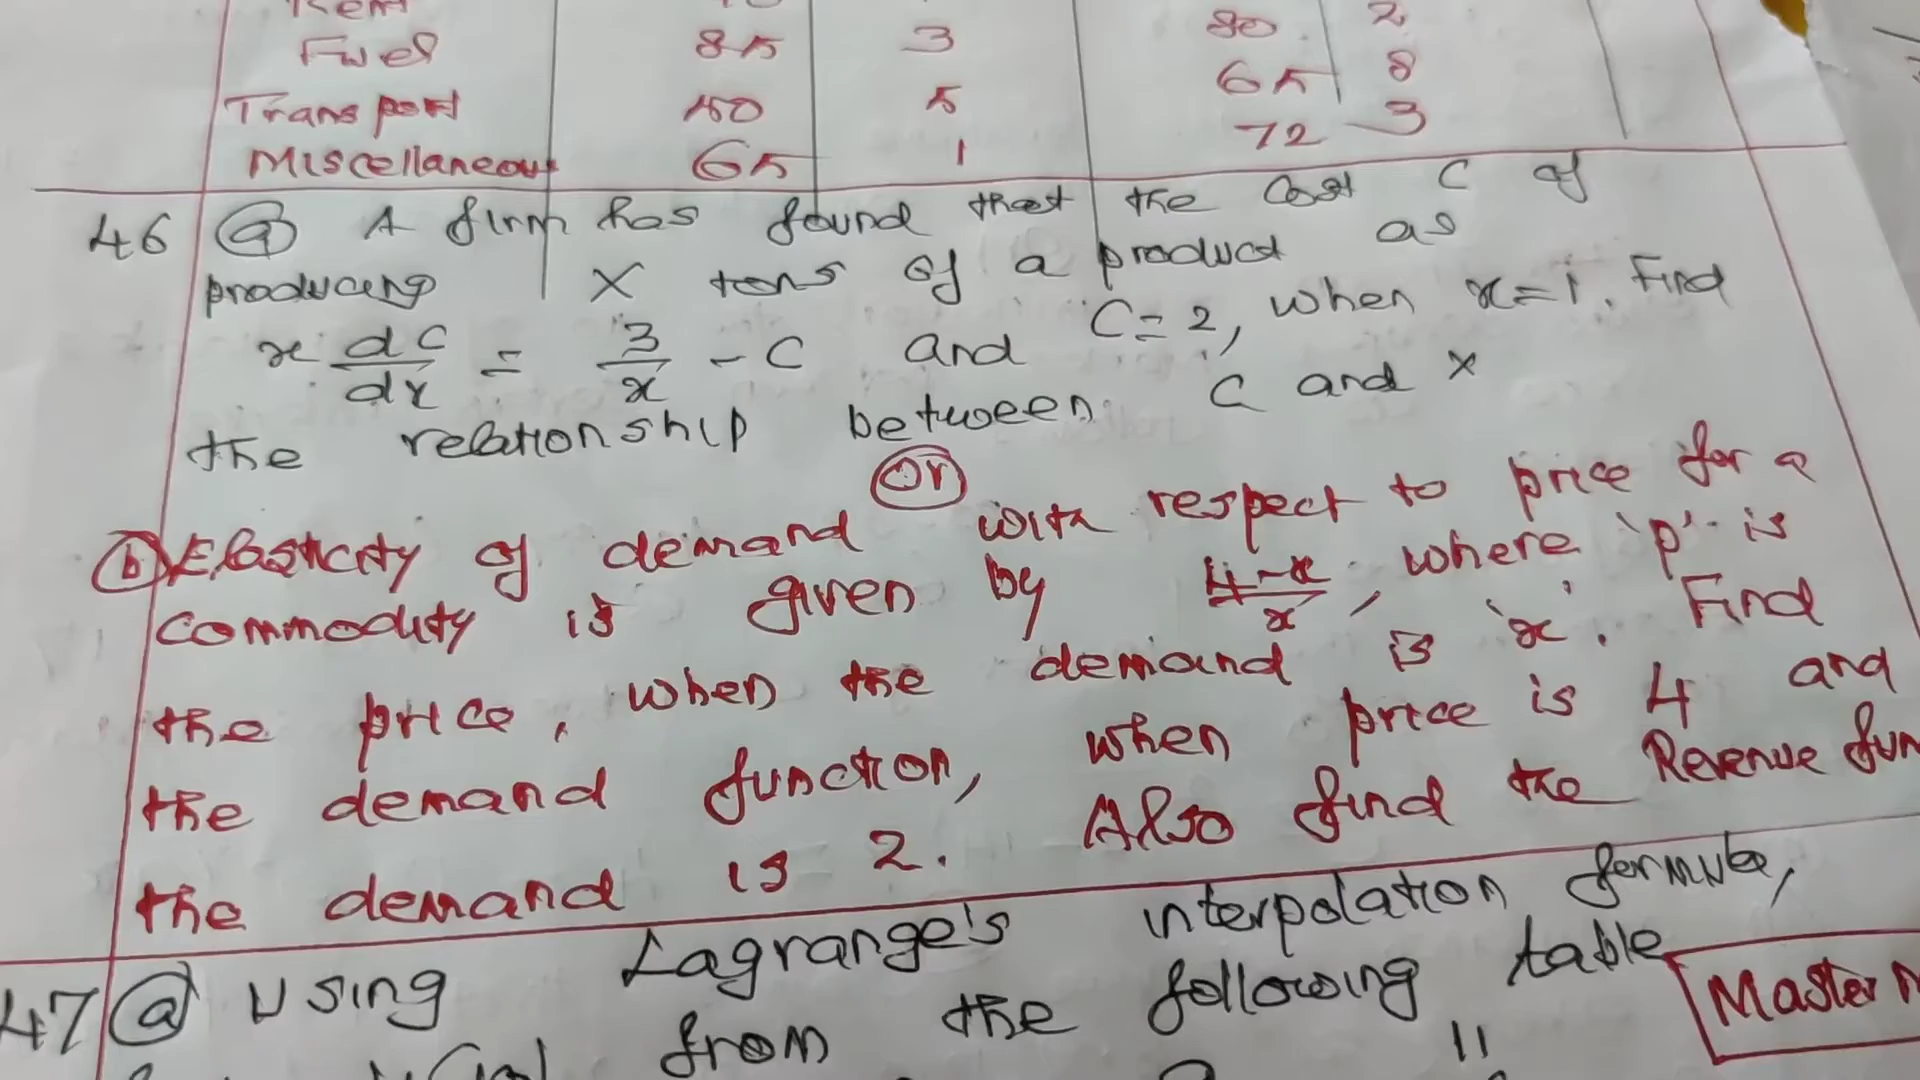 Rent
Fuel 85 3 80 2
Transport 50 5 65 8
Miscellaneous 65 1 72 3
46 (a) A firm has found that the cost C of
producing x tons of a product as
x dC/dx = 3/x - C and C=2, when x=1. Find
the relationship between C and x
(or)
(b) Elasticity of demand with respect to price for a
commodity is given by 4-x/x, where 'p' is
the price, when the demand is 'x'. Find
the demand function, when price is 4 and
the demand is 2. Also find the Revenue fun
47 (a) Using Lagrange's interpolation formula,
from the following table
Master